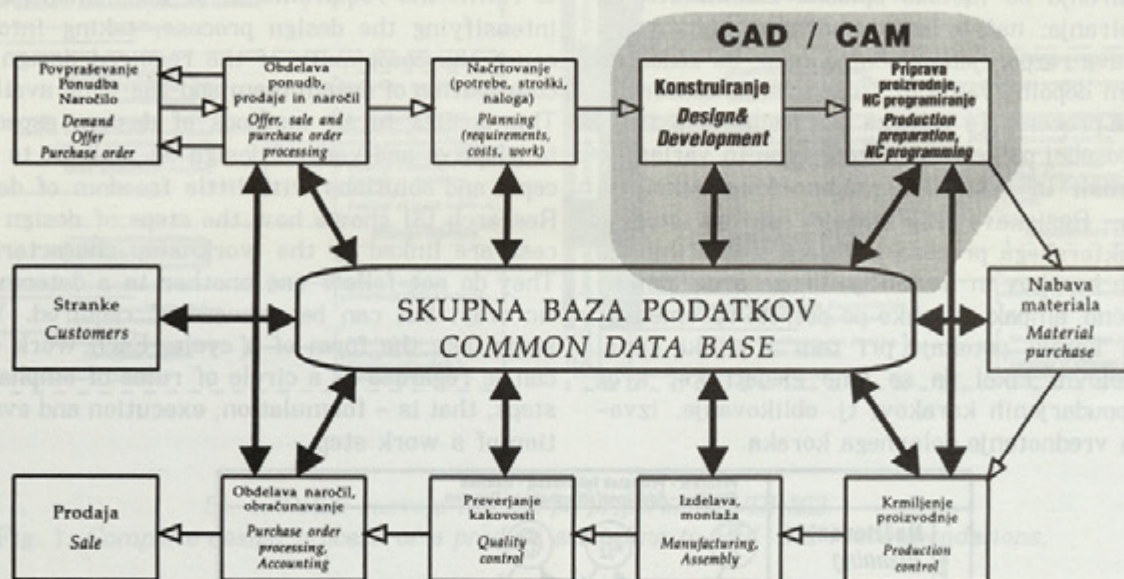 CAD / CAM
Povpraševanje
Ponudba
Naročilo
Demand
Offer
Purchase order
Obdelava
ponudb,
prodaje in naročil
Offer, sale and
purchase order
processing
Načrtovanje
(potrebe, stroški,
naloga)
Planning
(requirements,
costs, work)
Konstruiranje
Design&
Development
Priprava
proizvodnje,
NC programiranje
Production
preparation,
NC programming
Stranke
Customers
SKUPNA BAZA PODATKOV
COMMON DATA BASE
Nabava
materiala
Material
purchase
Prodaja
Sale
Obdelava naročil,
obračunavanje
Purchase order
processing,
Accounting
Preverjanje
kakovosti
Quality
control
Izdelava,
montaža
Manufacturing,
Assembly
Krmiljenje
proizvodnje
Production
control